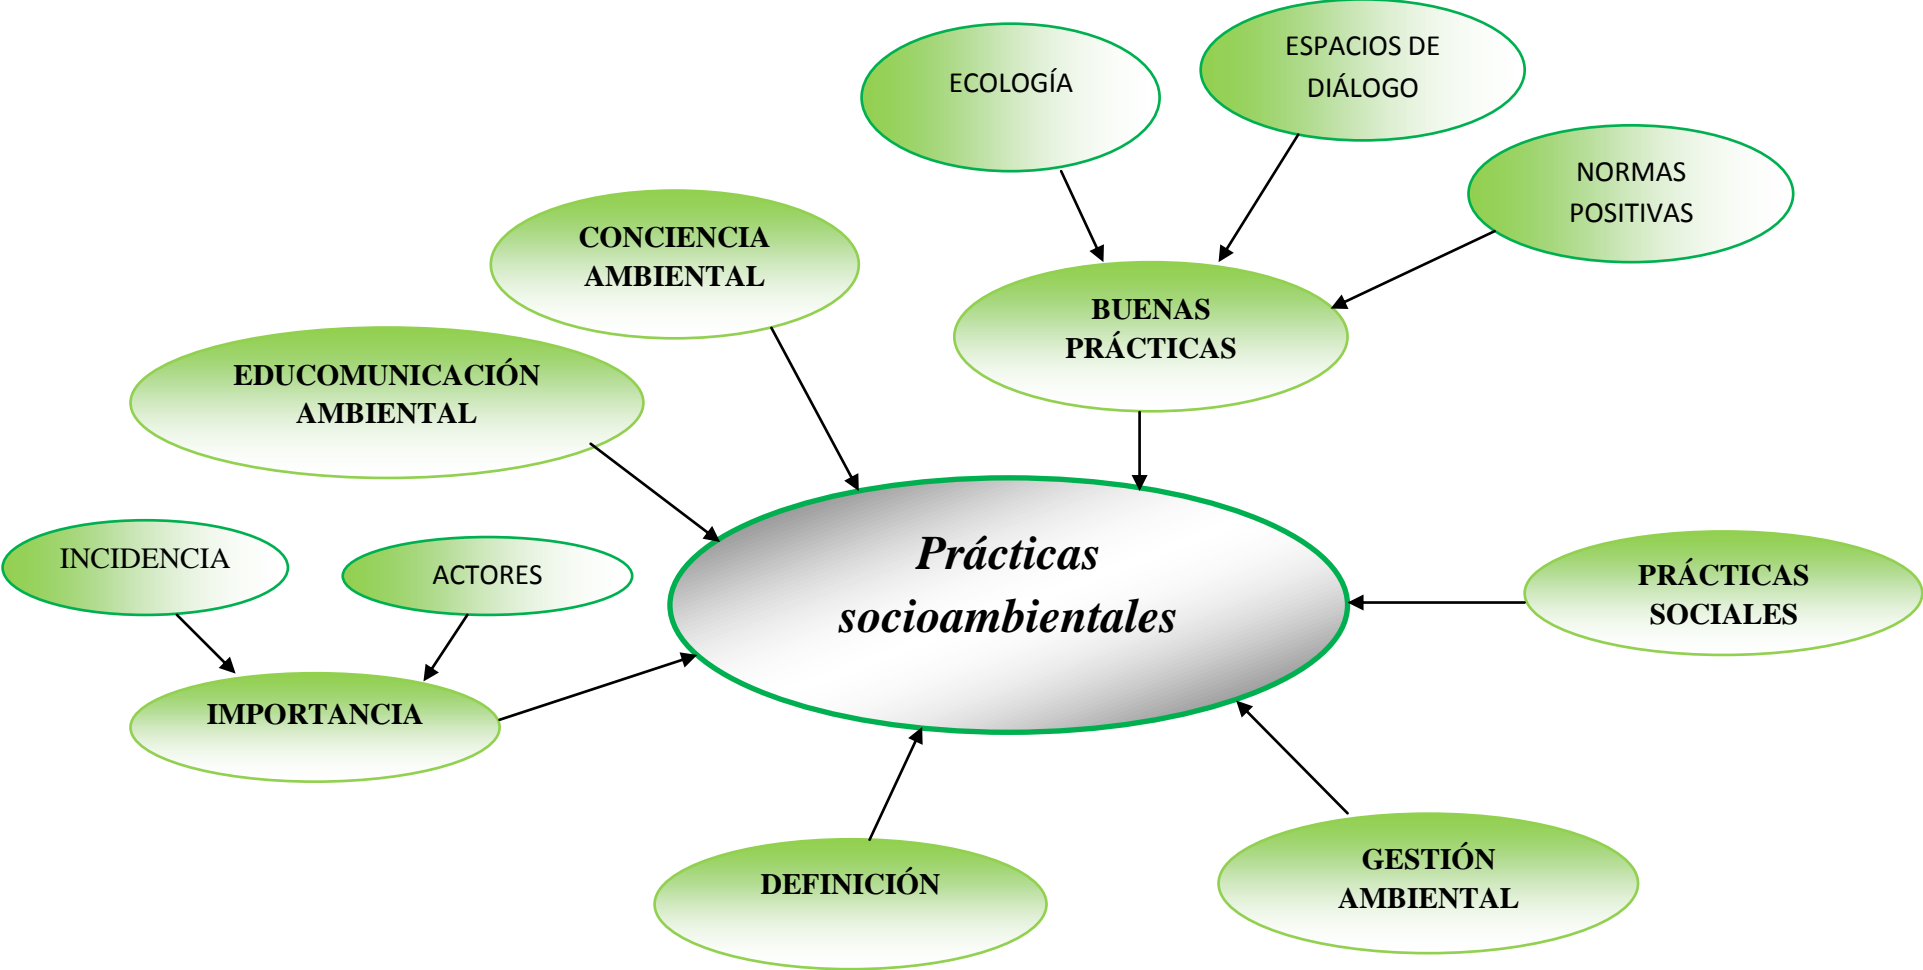 ESPACIOS DE
DIÁLOGO
ECOLOGÍA
NORMAS
POSITIVAS
CONCIENCIA
AMBIENTAL
BUENAS
PRÁCTICAS
EDUCOMUNICACIÓN
AMBIENTAL
INCIDENCIA
ACTORES
Prácticas
socioambientales
PRÁCTICAS
SOCIALES
IMPORTANCIA
DEFINICIÓN
GESTIÓN
AMBIENTAL